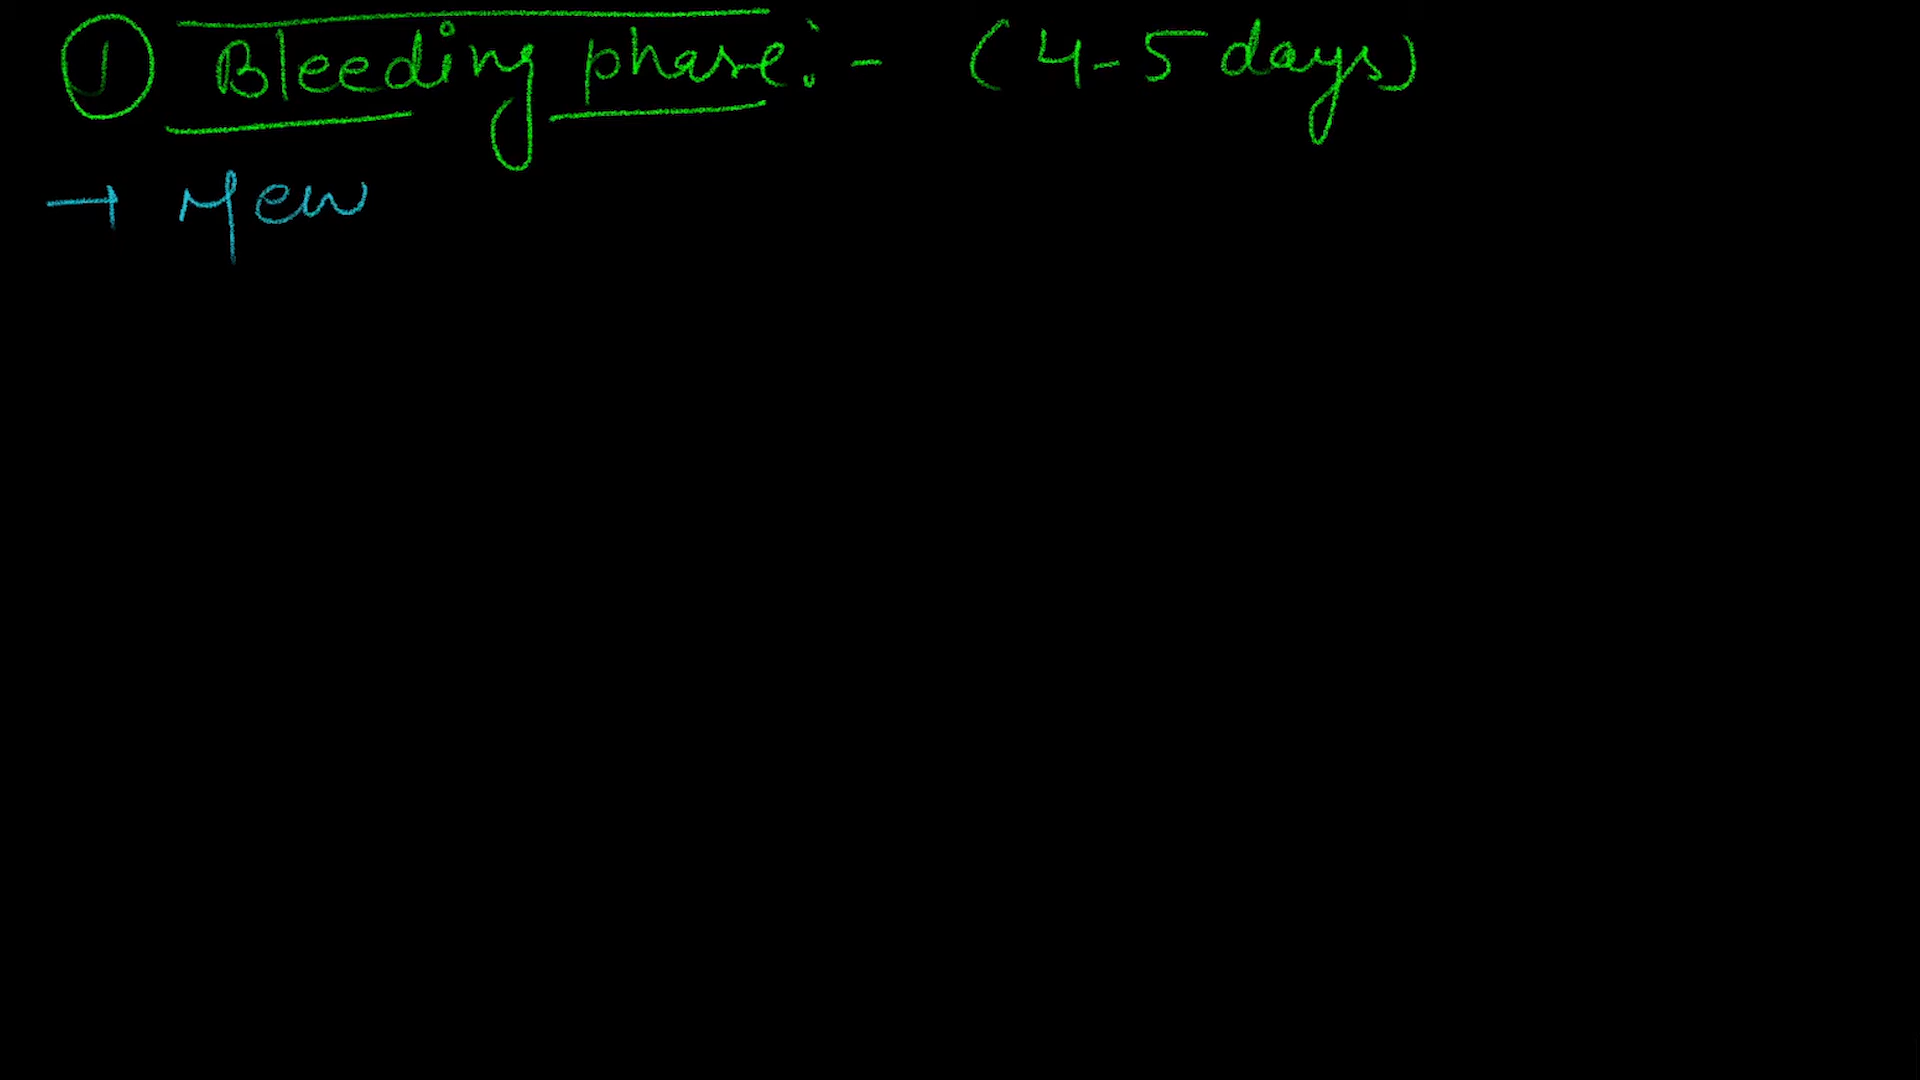 ① Bleeding phase:- (4-5 days)
→ Men